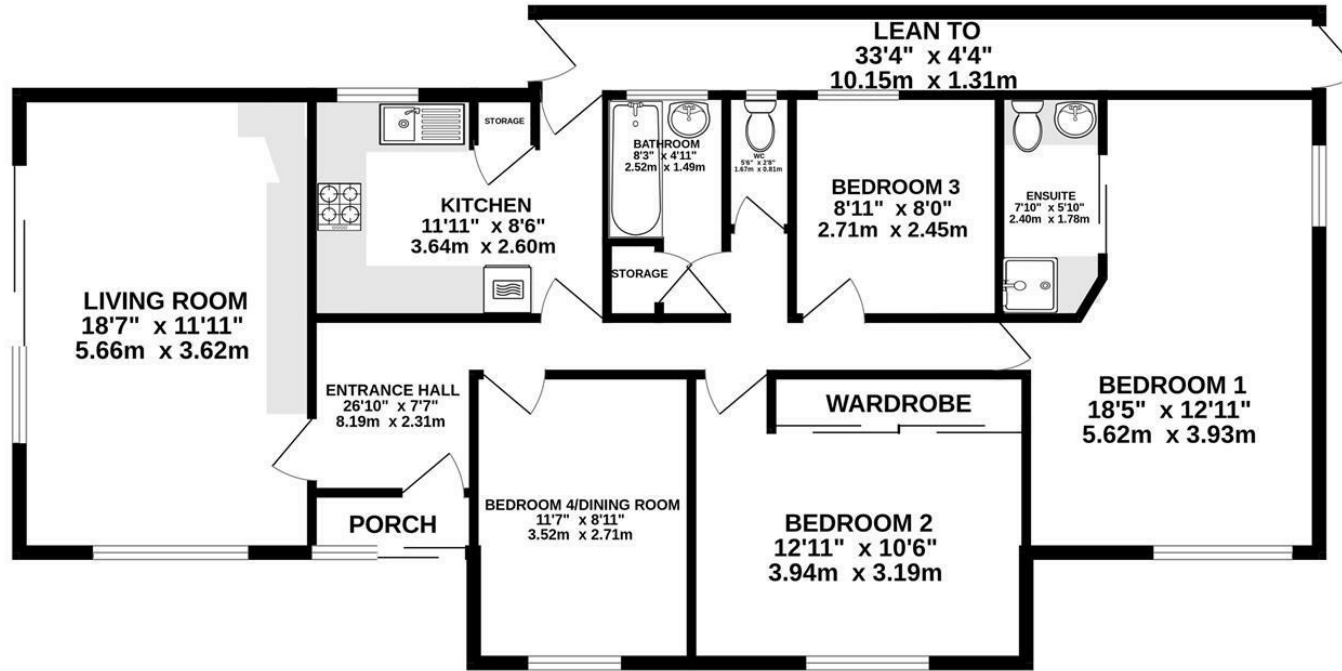 LEAN TO
33'4" x 4'4"
10.15m x 1.31m
STORAGE
BATHROOM
8'3" x 4'11"
2.52m x 1.49m
WC
5'6" x 2'8"
1.67m x 0.81m
KITCHEN
11'11" x 8'6"
3.64m x 2.60m
BEDROOM 3
8'11" x 8'0"
2.71m x 2.45m
ENSUITE
7'10" x 5'10"
2.40m x 1.78m
STORAGE
LIVING ROOM
18'7" x 11'11"
5.66m x 3.62m
ENTRANCE HALL
26'10" x 7'7"
8.19m x 2.31m
WARDROBE
BEDROOM 1
18'5" x 12'11"
5.62m x 3.93m
PORCH
BEDROOM 4/DINING ROOM
11'7" x 8'11"
3.52m x 2.71m
BEDROOM 2
12'11" x 10'6"
3.94m x 3.19m